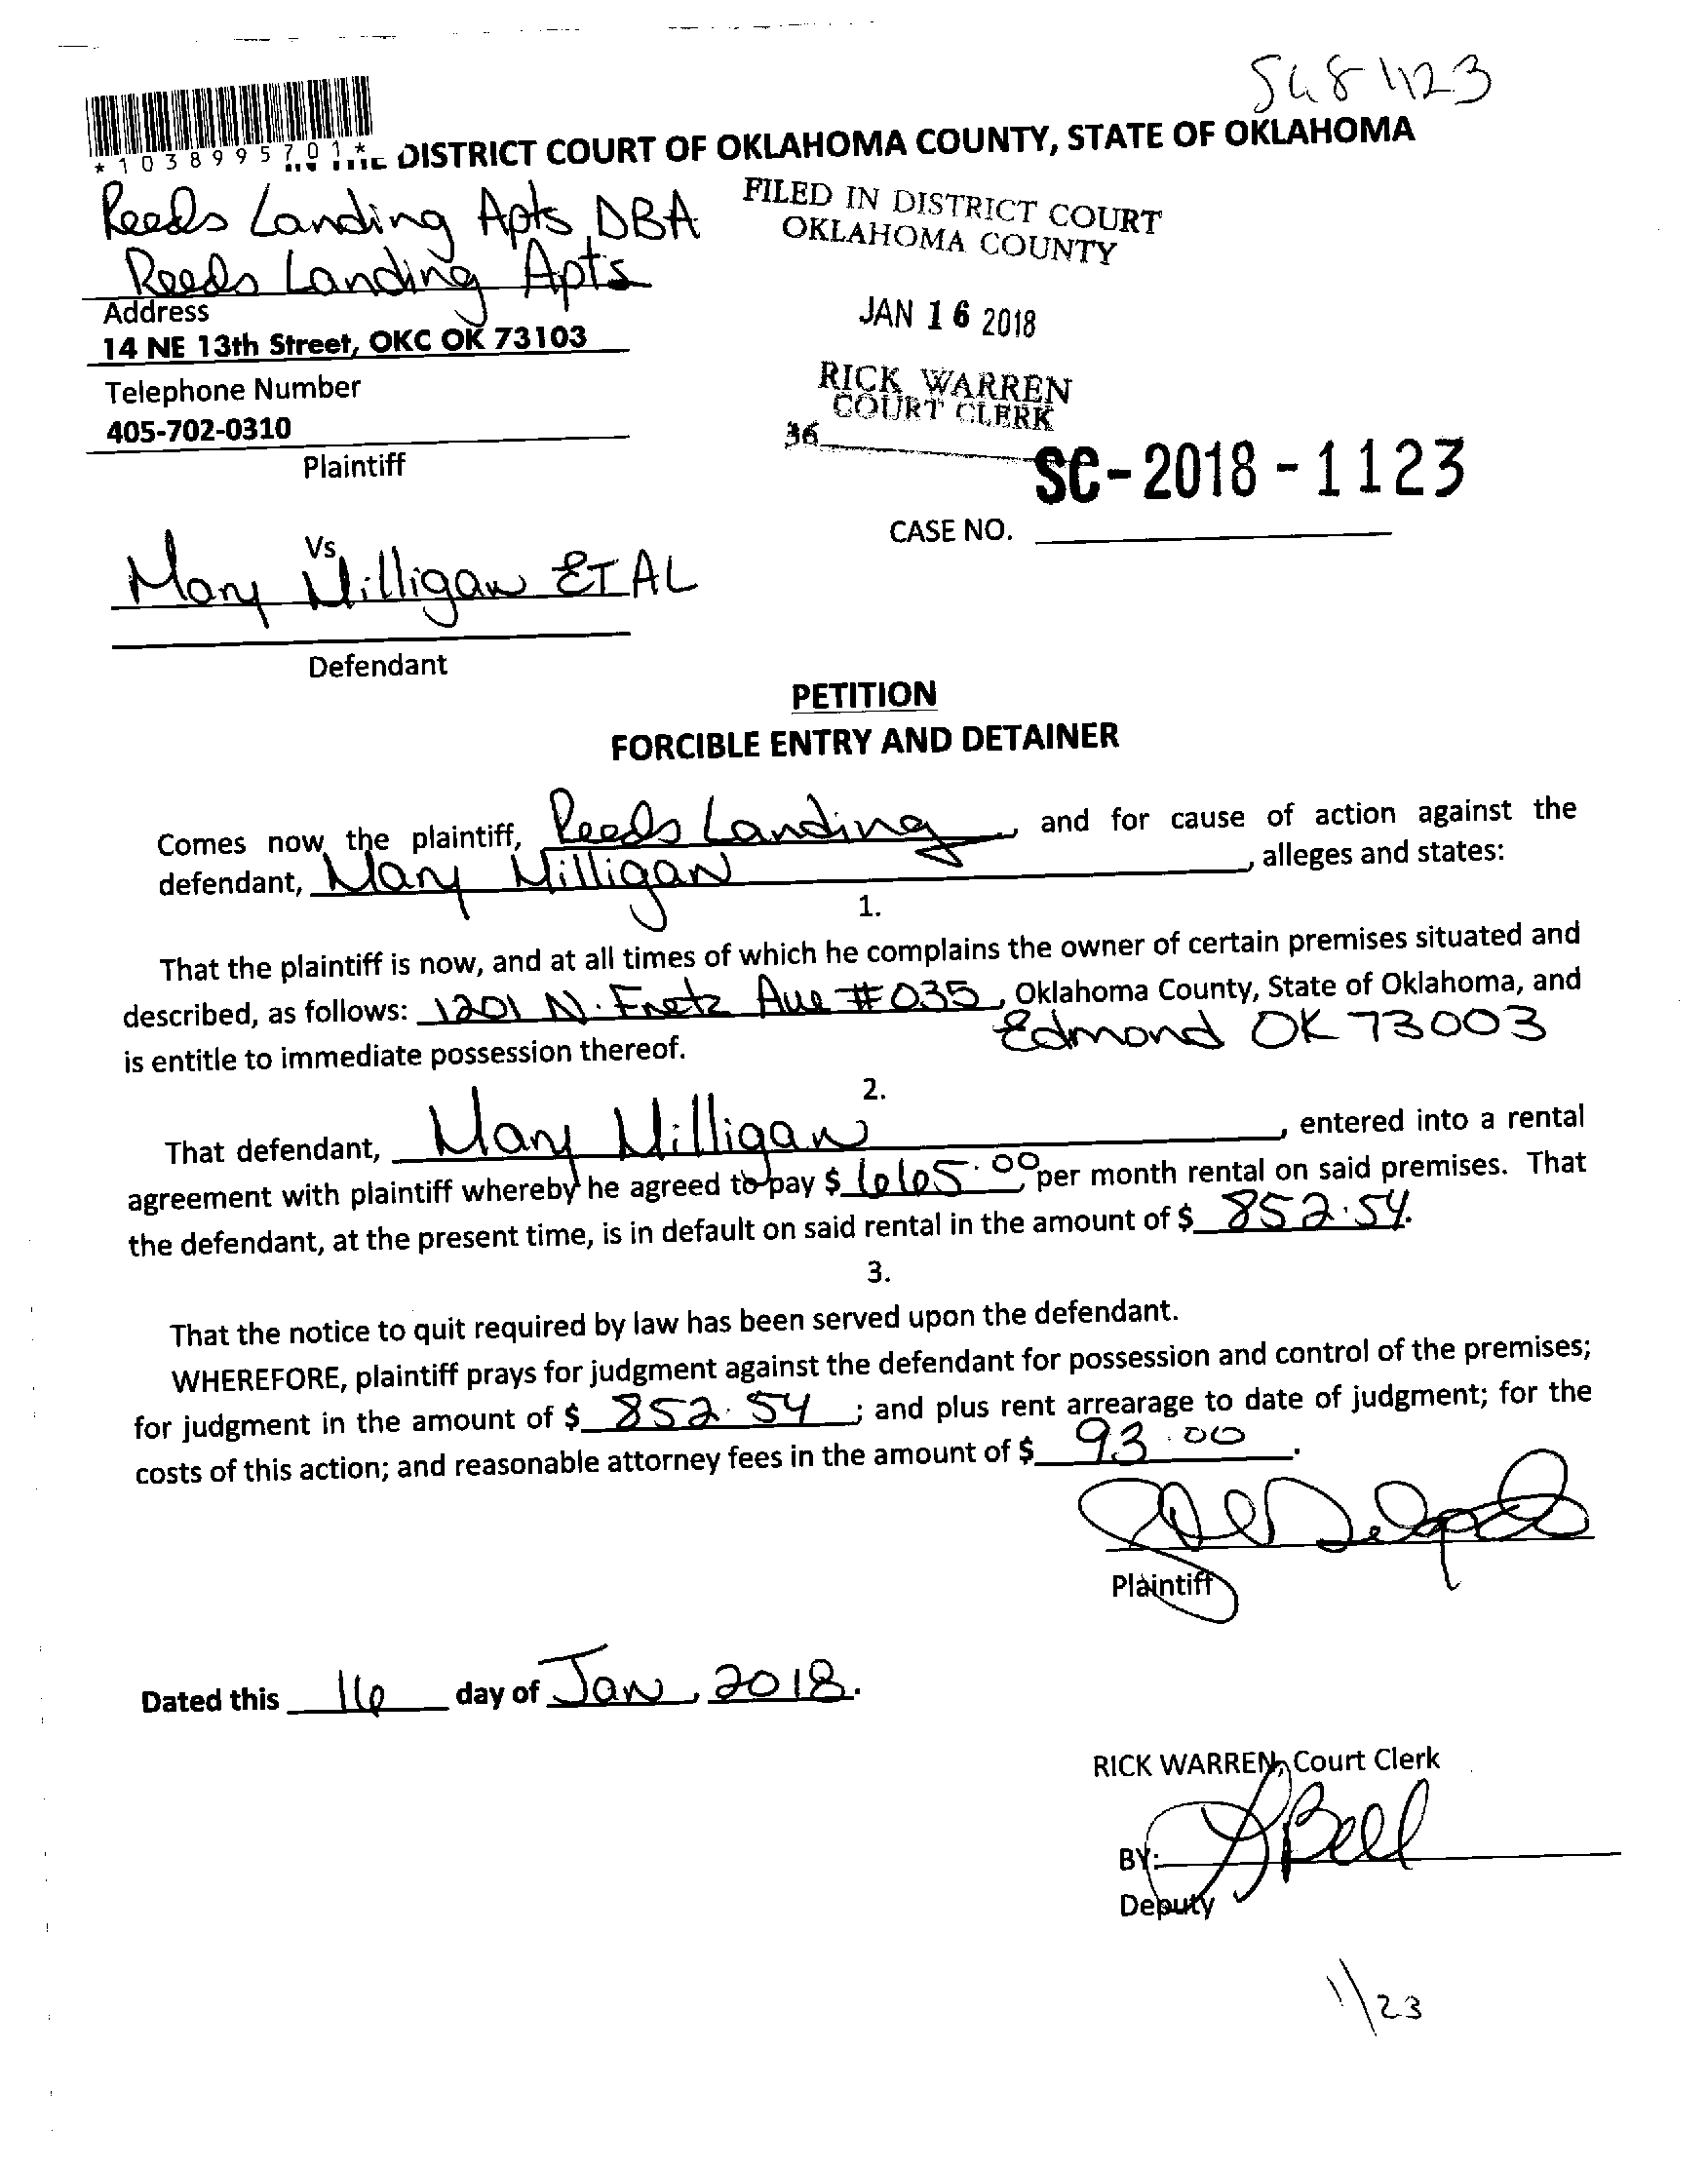 SC18 1123
*1038995701*
DISTRICT COURT OF OKLAHOMA COUNTY, STATE OF OKLAHOMA
Reeds Landing Apts DBA
Reeds Landing Apts
FILED IN DISTRICT COURT
OKLAHOMA COUNTY
JAN 16 2018
RICK WARREN
COURT CLERK
36
Address
14 NE 13th Street, OKC OK 73103
Telephone Number
405-702-0310
Plaintiff
SC-2018-1123
CASE NO.
Vs
Mary Milligan ET AL
Defendant
PETITION
FORCIBLE ENTRY AND DETAINER
Comes now the plaintiff, Reeds Landing, and for cause of action against the
defendant, Mary Milligan, alleges and states:
1.
That the plaintiff is now, and at all times of which he complains the owner of certain premises situated and
described, as follows: 1201 N. Fretz Ave #035, Oklahoma County, State of Oklahoma, and
Edmond OK 73003
is entitle to immediate possession thereof.
2.
That defendant, Mary Milligan, entered into a rental
agreement with plaintiff whereby he agreed to pay $ 665.00 per month rental on said premises. That
the defendant, at the present time, is in default on said rental in the amount of $ 852.54.
3.
That the notice to quit required by law has been served upon the defendant.
WHEREFORE, plaintiff prays for judgment against the defendant for possession and control of the premises;
for judgment in the amount of $ 852.54; and plus rent arrearage to date of judgment; for the
costs of this action; and reasonable attorney fees in the amount of $ 93.00.
Plaintiff
Dated this 16 day of Jan, 2018.
RICK WARREN, Court Clerk
BY: Bell
Deputy
1/23